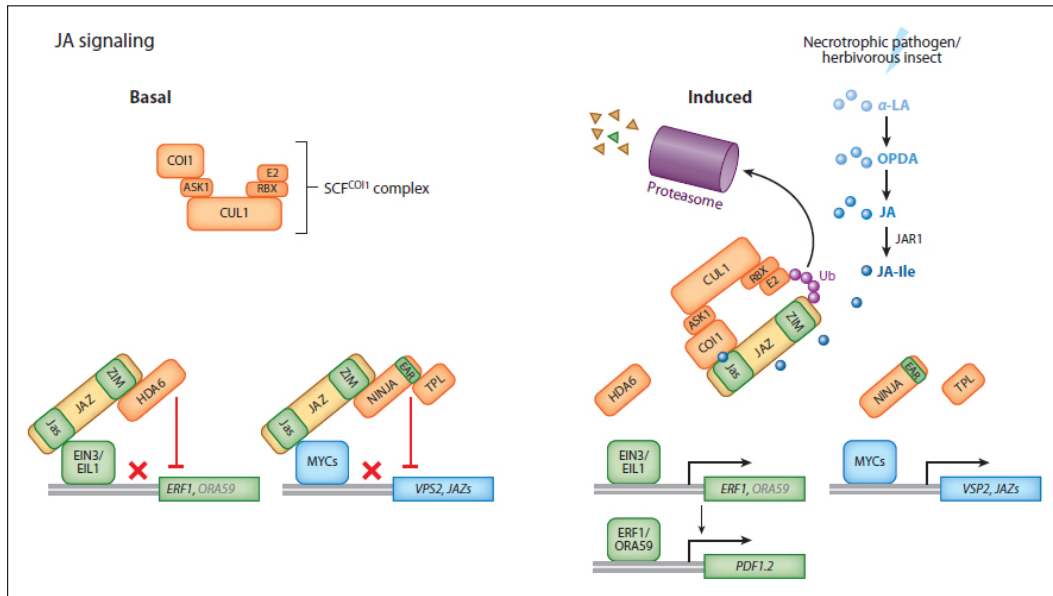 JA signaling
Basal
COI1
ASK1
E2
RBX
CUL1
SCF^COI1 complex
ZIM
JAZ
Jas
HDA6
EIN3/
EIL1
ERF1, ORA59
ZIM
JAZ
Jas
NINJA
EAR
TPL
MYCs
VPS2, JAZs
Necrotrophic pathogen/
herbivorous insect
Induced
α-LA
OPDA
JA
JAR1
JA-Ile
Proteasome
Ub
CUL1
RBX
E2
ASK1
COI1
ZIM
JAZ
Jas
HDA6
NINJA
EAR
TPL
EIN3/
EIL1
ERF1, ORA59
MYCs
VSP2, JAZs
ERF1/
ORA59
PDF1.2